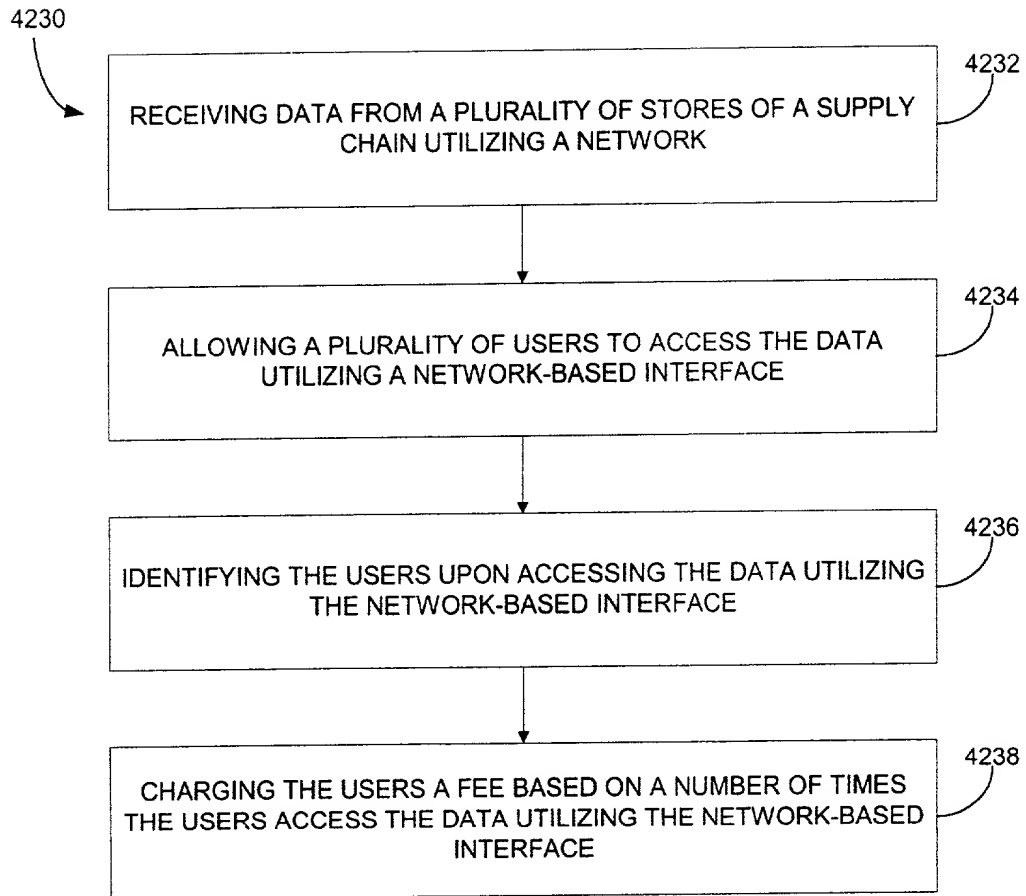 4230
4232
RECEIVING DATA FROM A PLURALITY OF STORES OF A SUPPLY
CHAIN UTILIZING A NETWORK
4234
ALLOWING A PLURALITY OF USERS TO ACCESS THE DATA
UTILIZING A NETWORK-BASED INTERFACE
4236
IDENTIFYING THE USERS UPON ACCESSING THE DATA UTILIZING
THE NETWORK-BASED INTERFACE
4238
CHARGING THE USERS A FEE BASED ON A NUMBER OF TIMES
THE USERS ACCESS THE DATA UTILIZING THE NETWORK-BASED
INTERFACE